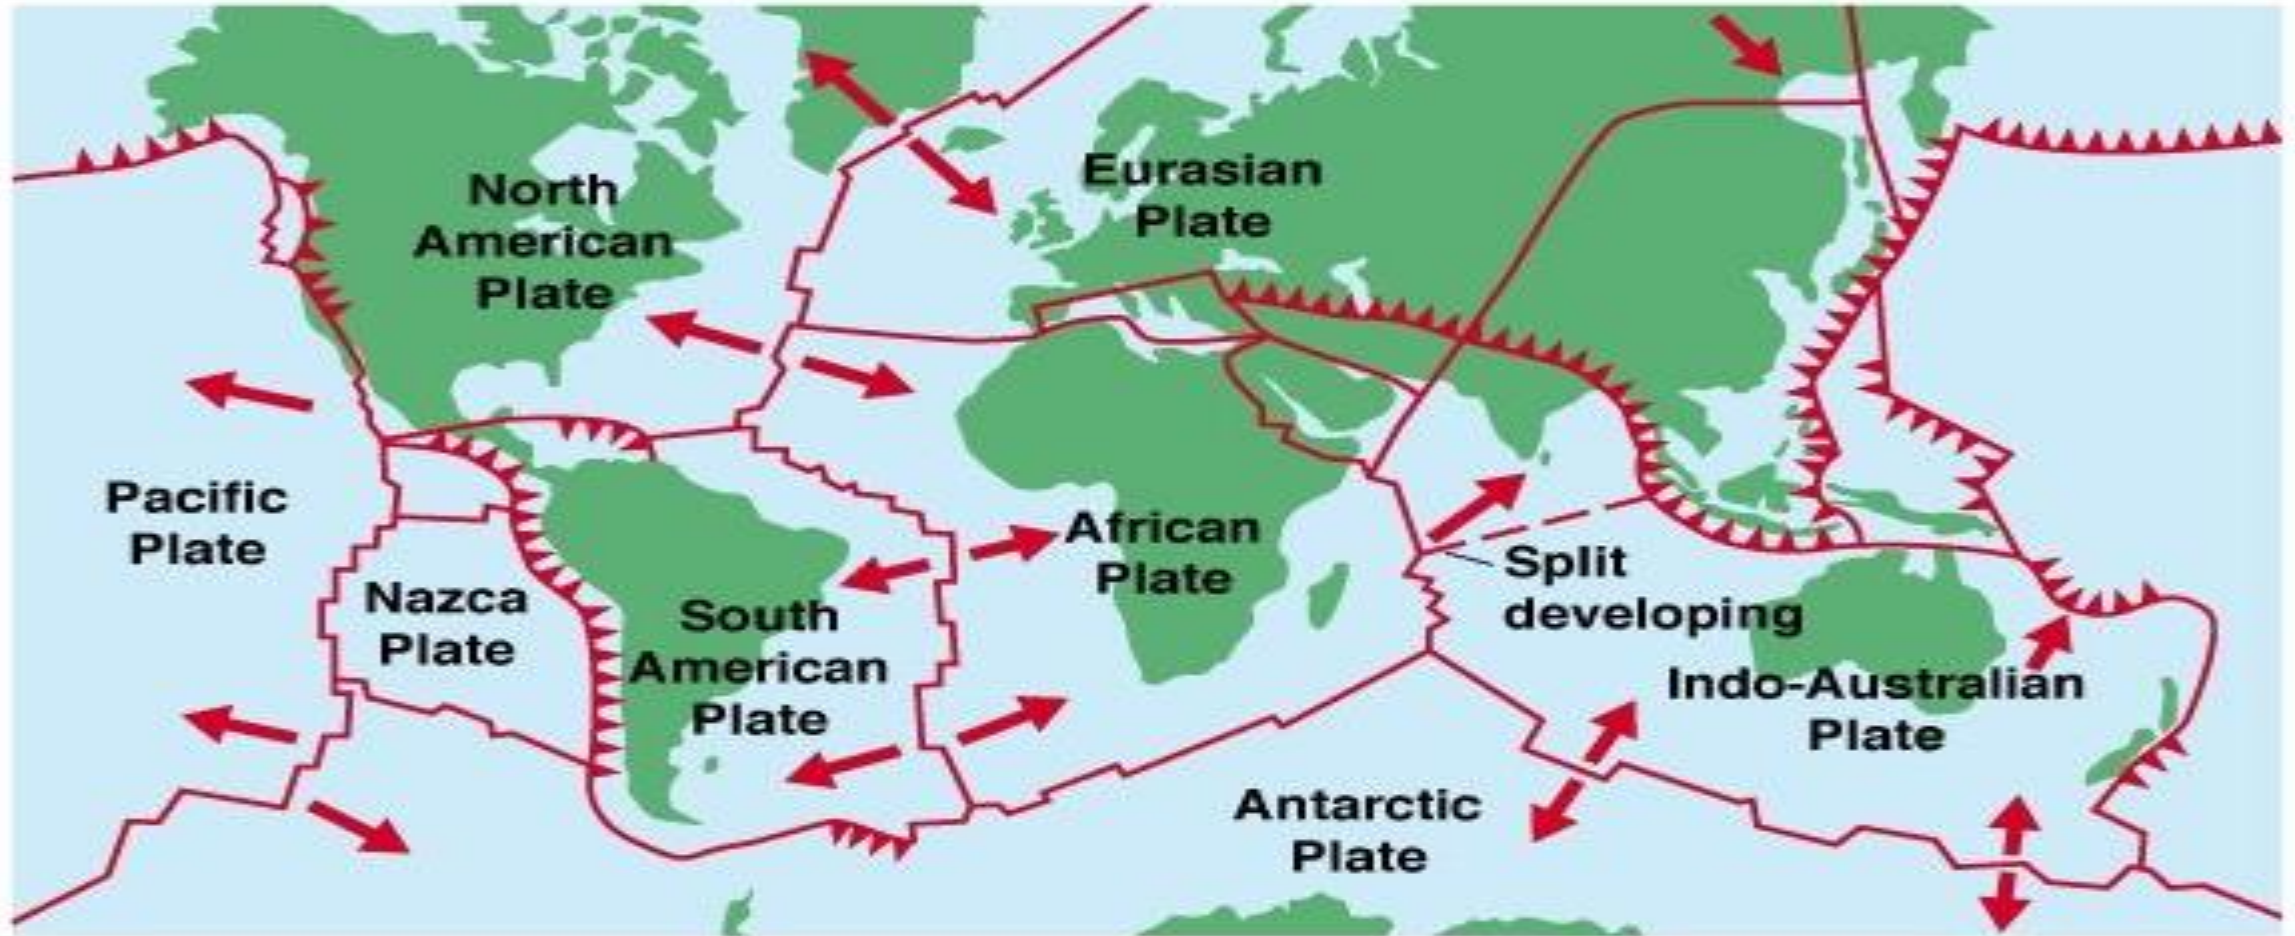 North
American
Plate
Eurasian
Plate
Pacific
Plate
Nazca
Plate
South
American
Plate
African
Plate
Split
developing
Indo-Australian
Plate
Antarctic
Plate